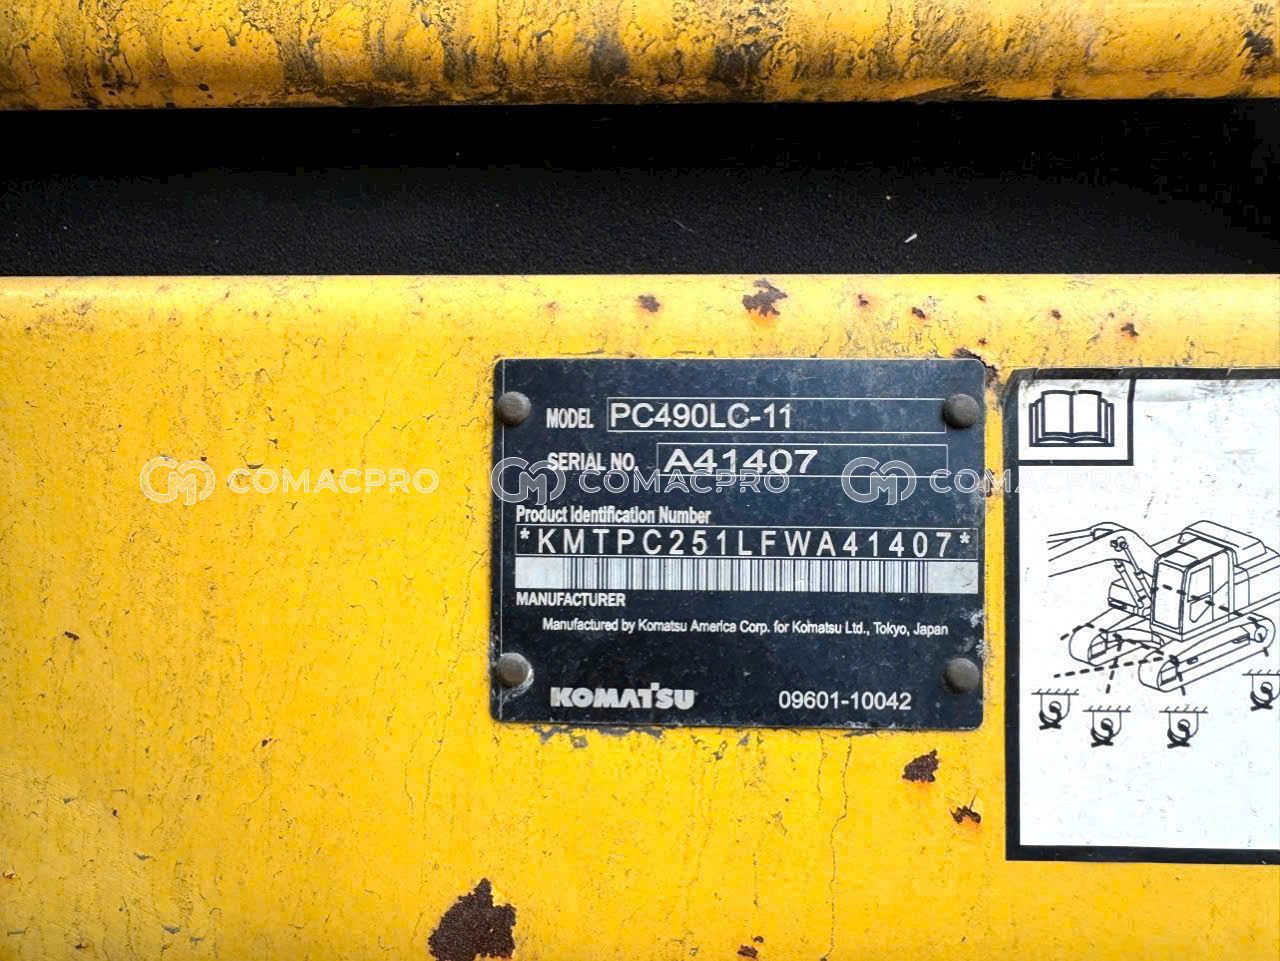 MODEL PC490LC-11
SERIAL NO. A41407
COMACPRO COMACPRO COMACPRO
Product Identification Number
*KMTPC251LFWA41407*
MANUFACTURER
Manufactured by Komatsu America Corp. for Komatsu Ltd., Tokyo, Japan
KOMATSU 09601-10042